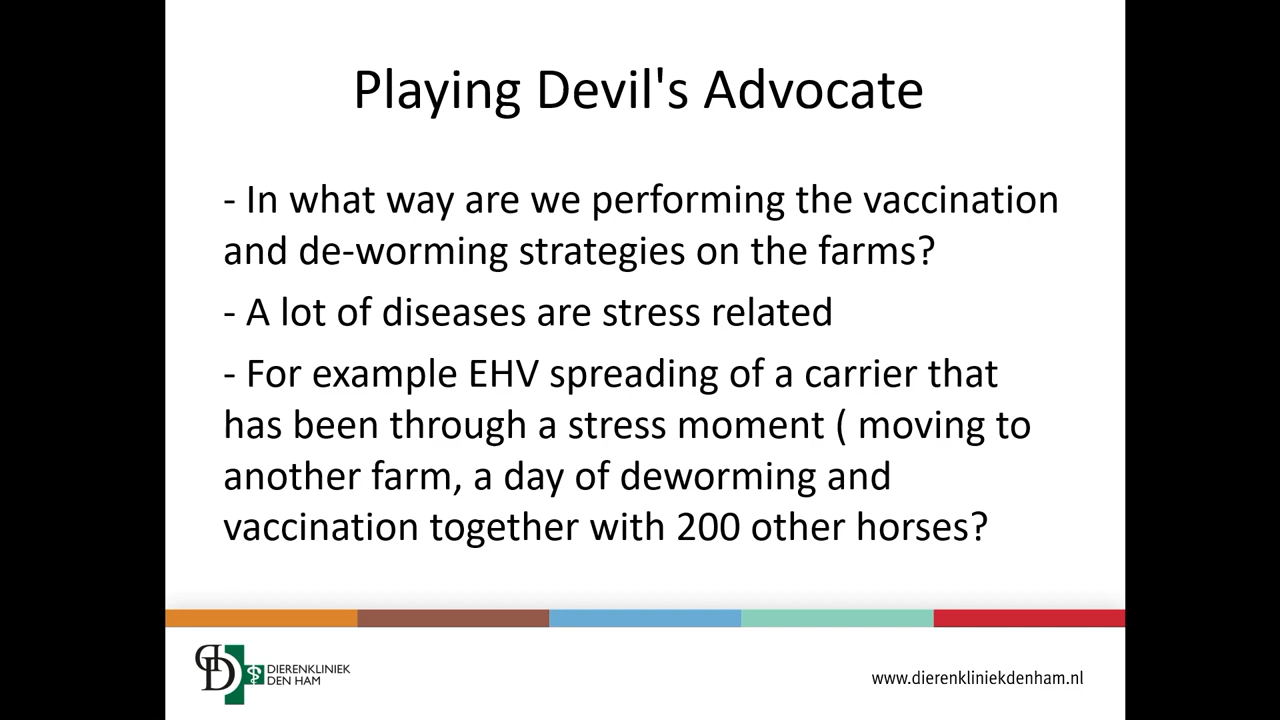 Playing Devil's Advocate
- In what way are we performing the vaccination
and de-worming strategies on the farms?
- A lot of diseases are stress related
- For example EHV spreading of a carrier that
has been through a stress moment ( moving to
another farm, a day of deworming and
vaccination together with 200 other horses?
DIERENKLINIEK
DEN HAM
www.dierenkliniekdenham.nl